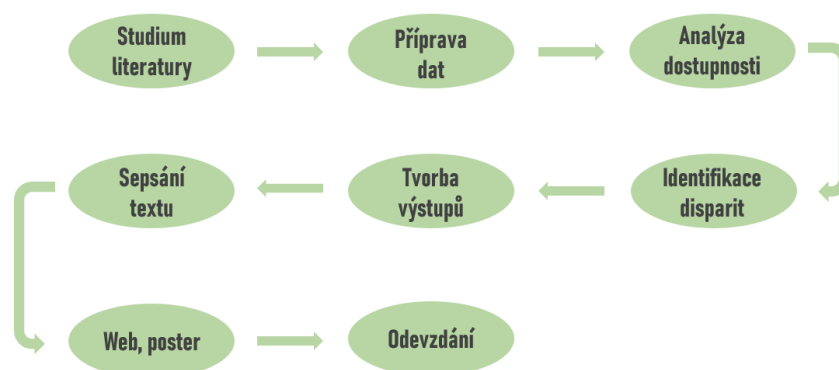 Studium
literatury
Příprava
dat
Analýza
dostupnosti
Identifikace
disparit
Tvorba
výstupů
Sepsání
textu
Web, poster
Odevzdání